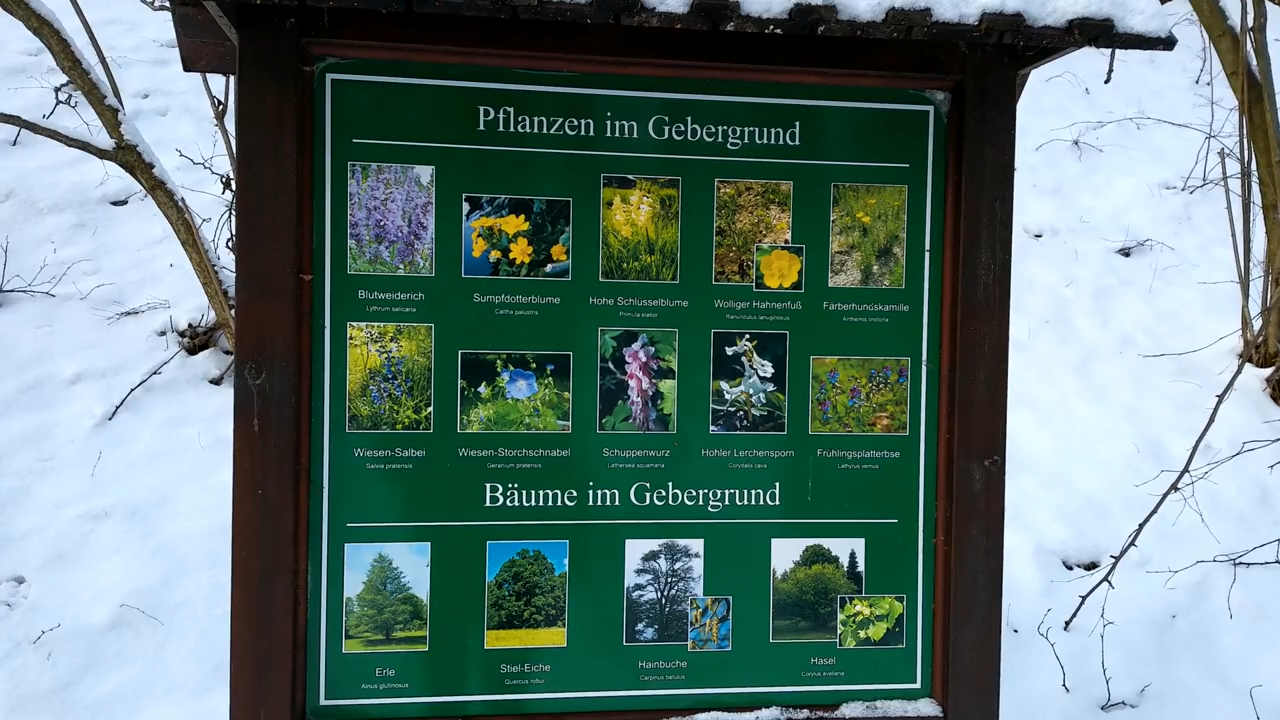 Pflanzen im Gebergrund
Blutweiderich
Lythrum salicaria
Sumpfdotterblume
Caltha palustris
Hohe Schlüsselblume
Primula elatior
Wolliger Hahnenfuß
Ranunculus lanuginosus
Färberhundskamille
Anthemis tinctoria
Wiesen-Salbei
Salvia pratensis
Wiesen-Storchschnabel
Geranium pratensis
Schuppenwurz
Lathraea squamaria
Hohler Lerchensporn
Corydalis cava
Frühlingsplatterbse
Lathyrus vernus
Bäume im Gebergrund
Erle
Alnus glutinosus
Stiel-Eiche
Quercus robur
Hainbuche
Carpinus betulus
Hasel
Corylus avellana